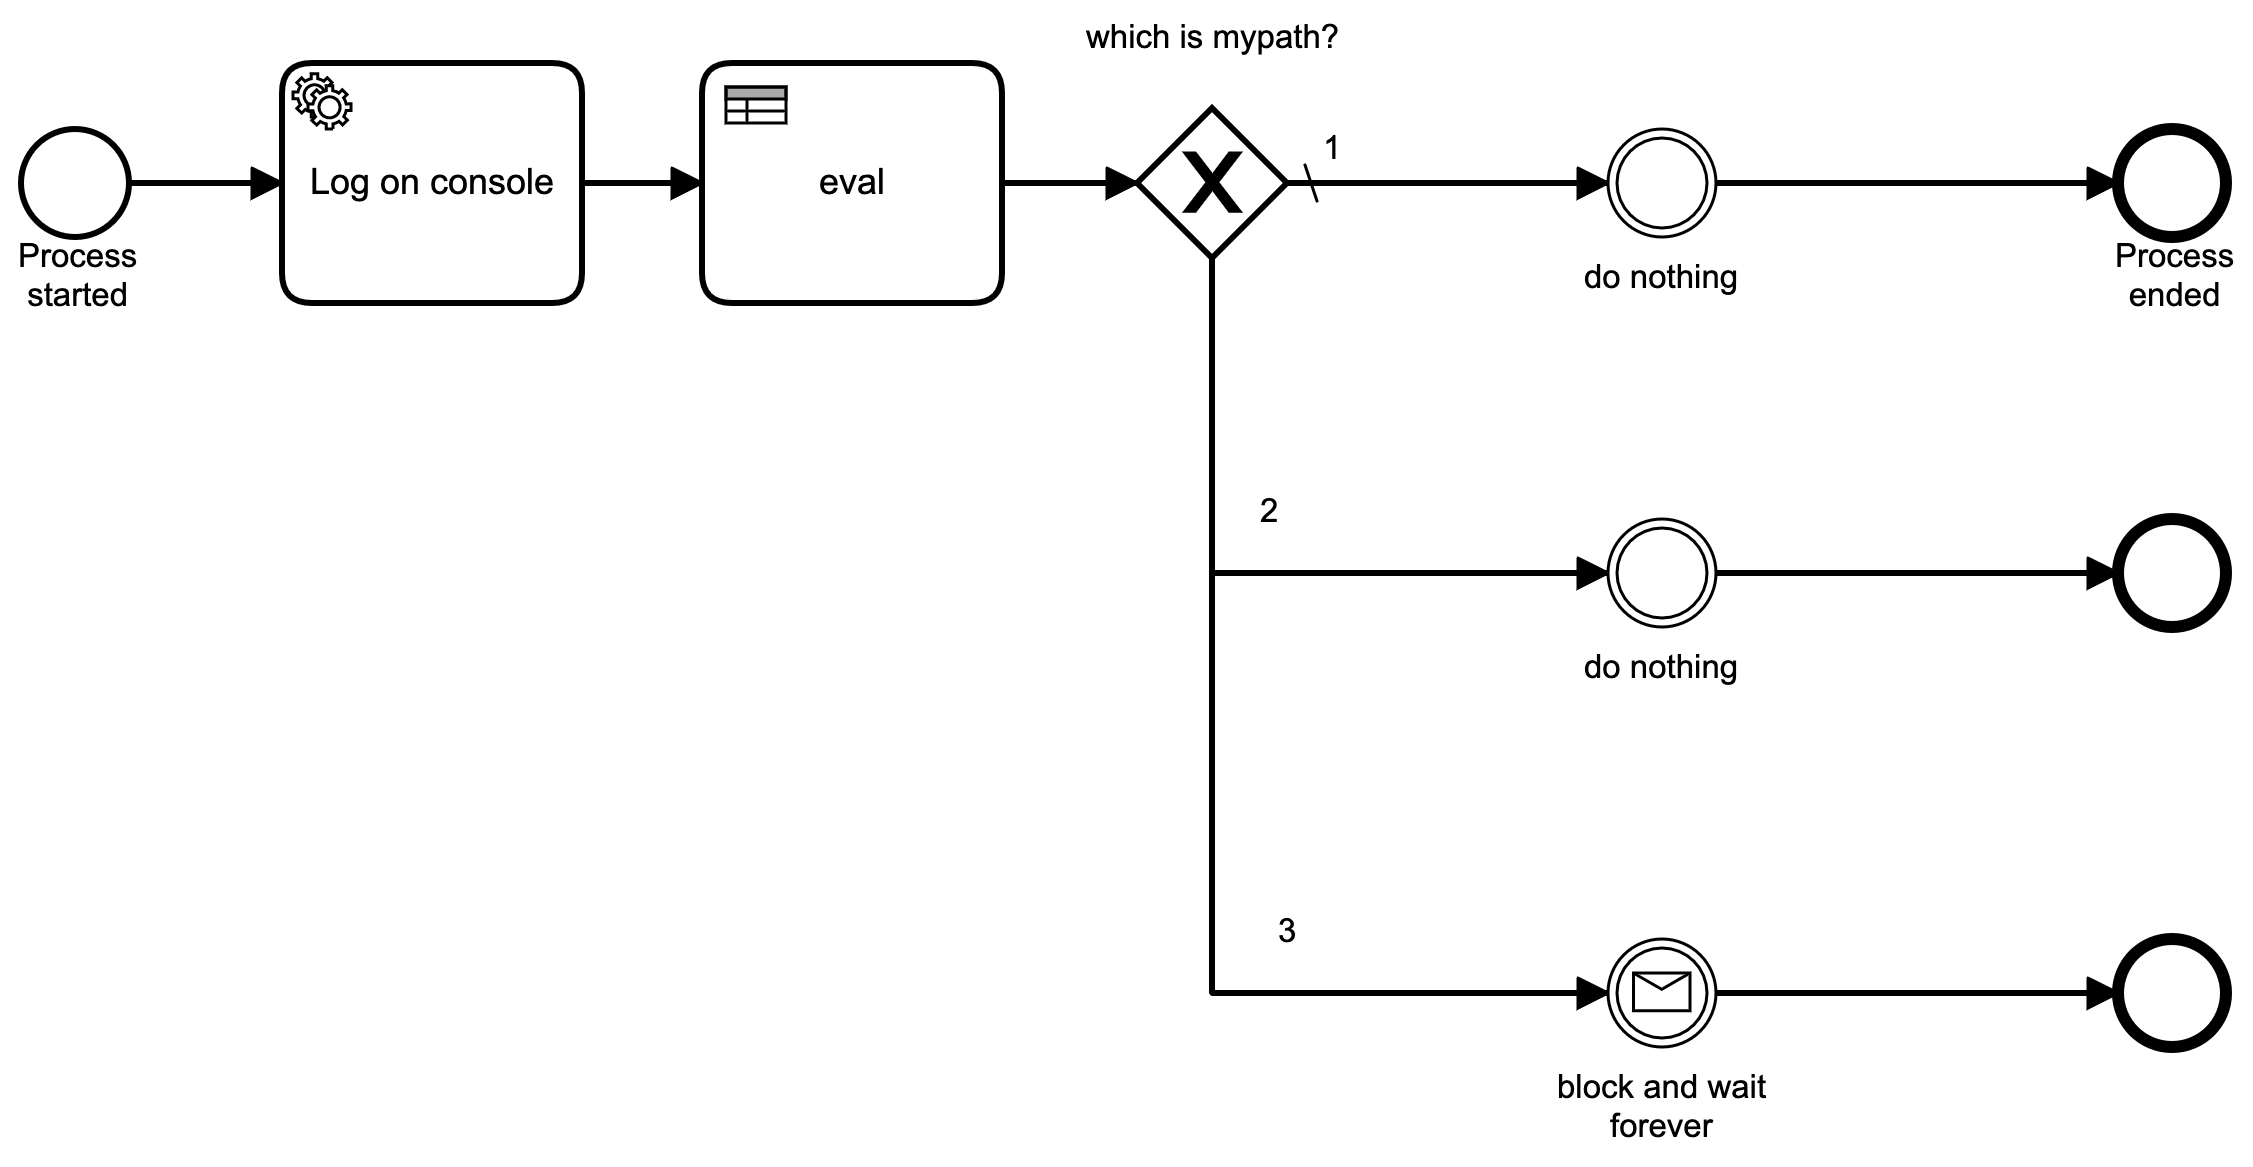 which is mypath?
Log on console
eval
1
Process
started
do nothing
Process
ended
2
do nothing
3
block and wait
forever